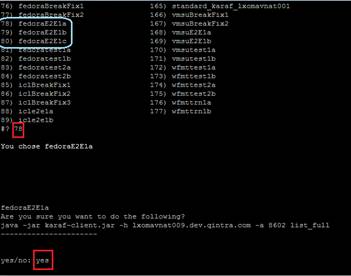 76) fedoraBreakFix1 165) standard_karaf_lxomavnat001
77) fedoraBreakFix2 166) vmsuBreakFix1
78) fedoraE2E1a 167) vmsuBreakFix2
79) fedoraE2E1b 168) vmsuE2E1a
80) fedoraE2E1c 169) vmsuE2E1b
81) fedoratest1a 170) vmsutest1a
82) fedoratest1b 171) vmsutest1b
83) fedoratest2a 172) vmsutest2a
84) fedoratest2b 173) wfmttest1a
85) iclBreakFix1 174) wfmttest1b
86) iclBreakFix2 175) wfmttest2a
87) iclBreakFix3 176) wfmttrn1a
88) icle2e1a 177) wfmttrn1b
89) icle2e1b
#? 78
You chose fedoraE2E1a
fedoraE2E1a
Are you sure you want to do the following?
java -jar karaf-client.jar -h lxomavnat009.dev.qintra.com -a 8602 list_full
----------------------
yes/no: yes